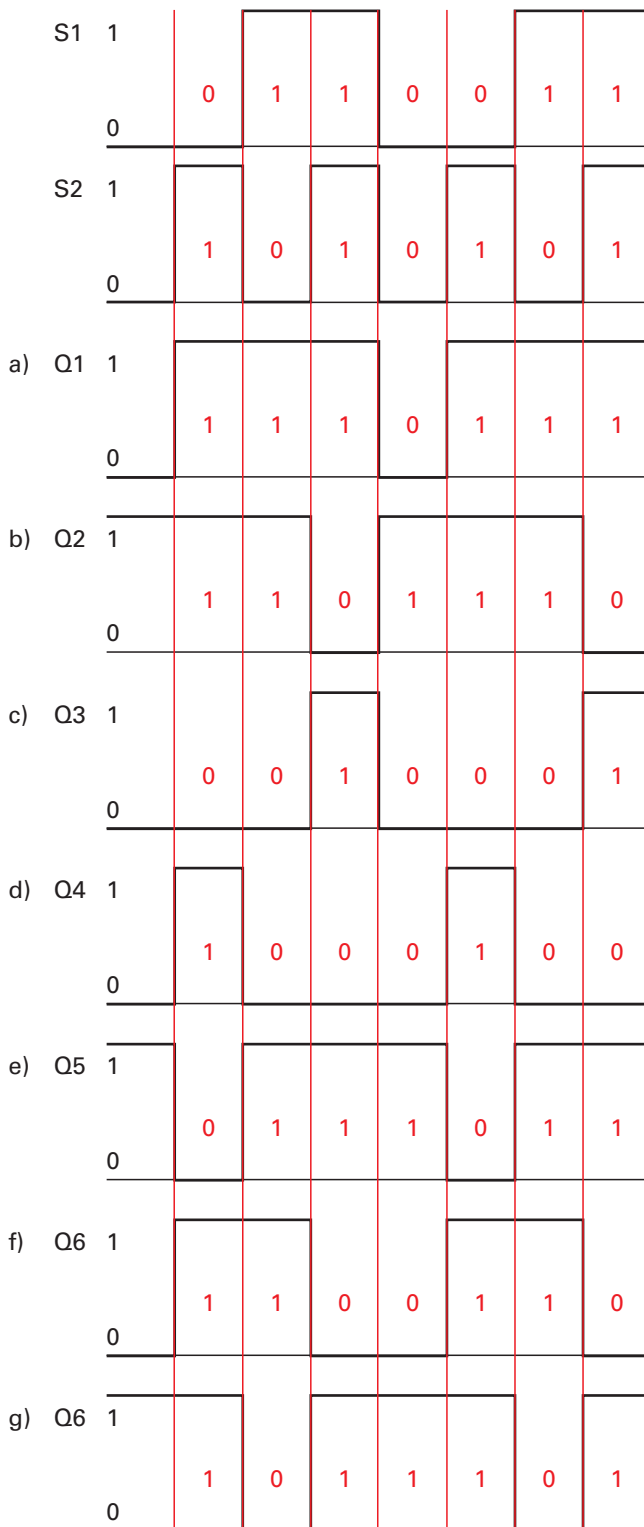 S1 1
0 1 1 0 0 1 1
0
S2 1
1 0 1 0 1 0 1
0
a) Q1 1
1 1 1 0 1 1 1
0
b) Q2 1
1 1 0 1 1 1 0
0
c) Q3 1
0 0 1 0 0 0 1
0
d) Q4 1
1 0 0 0 1 0 0
0
e) Q5 1
0 1 1 1 0 1 1
0
f) Q6 1
1 1 0 0 1 1 0
0
g) Q6 1
1 0 1 1 1 0 1
0